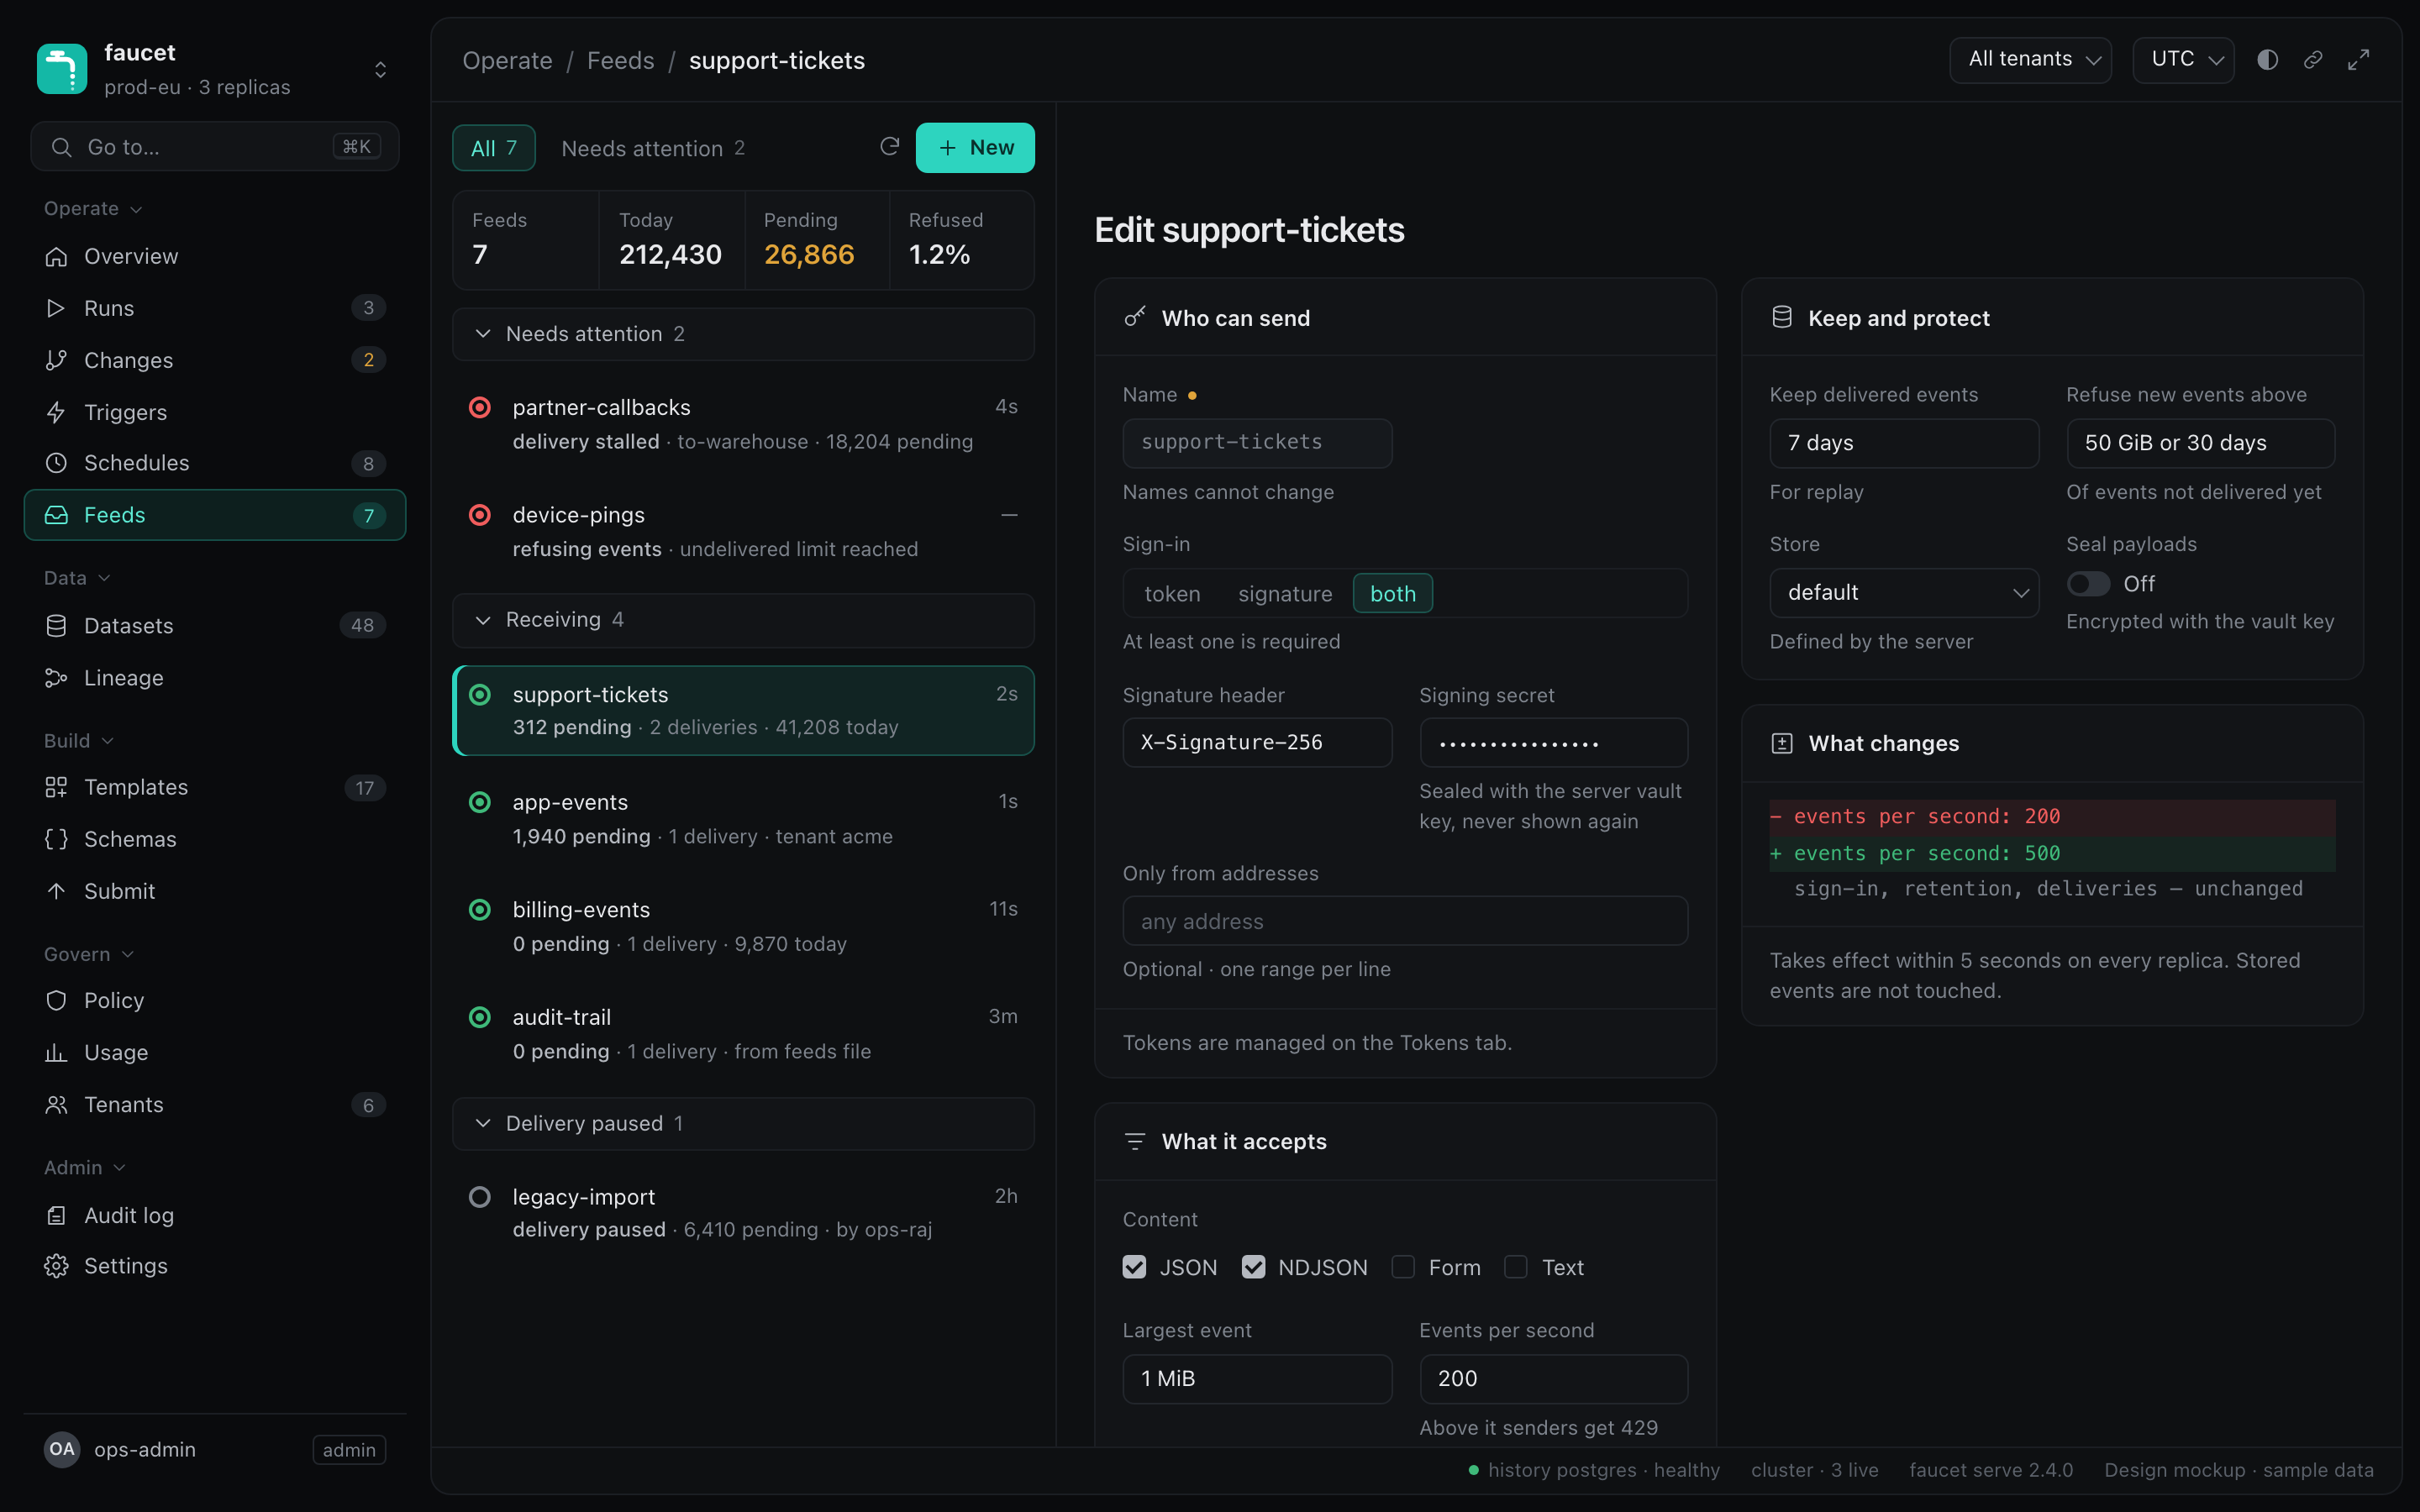 faucet
prod-eu · 3 replicas
Go to...
⌘K
Operate
Overview
Runs 3
Changes 2
Triggers
Schedules 8
Feeds 7
Data
Datasets 48
Lineage
Build
Templates 17
Schemas
Submit
Govern
Policy
Usage
Tenants 6
Admin
Audit log
Settings
OA ops-admin admin
Operate / Feeds / support-tickets
All tenants
UTC
All 7
Needs attention 2
+ New
Feeds
7
Today
212,430
Pending
26,866
Refused
1.2%
Needs attention 2
partner-callbacks 4s
delivery stalled · to-warehouse · 18,204 pending
device-pings —
refusing events · undelivered limit reached
Receiving 4
support-tickets 2s
312 pending · 2 deliveries · 41,208 today
app-events 1s
1,940 pending · 1 delivery · tenant acme
billing-events 11s
0 pending · 1 delivery · 9,870 today
audit-trail 3m
0 pending · 1 delivery · from feeds file
Delivery paused 1
legacy-import 2h
delivery paused · 6,410 pending · by ops-raj
Edit support-tickets
Who can send
Name
support-tickets
Names cannot change
Sign-in
token signature both
At least one is required
Signature header
X-Signature-256
Signing secret
••••••••••••••••
Sealed with the server vault
key, never shown again
Only from addresses
any address
Optional · one range per line
Tokens are managed on the Tokens tab.
What it accepts
Content
JSON NDJSON Form Text
Largest event
1 MiB
Events per second
200
Above it senders get 429
Keep and protect
Keep delivered events
7 days
For replay
Refuse new events above
50 GiB or 30 days
Of events not delivered yet
Store
default
Defined by the server
Seal payloads
Off
Encrypted with the vault key
What changes
− events per second: 200
+ events per second: 500
sign-in, retention, deliveries — unchanged
Takes effect within 5 seconds on every replica. Stored
events are not touched.
history postgres · healthy
cluster · 3 live
faucet serve 2.4.0
Design mockup · sample data